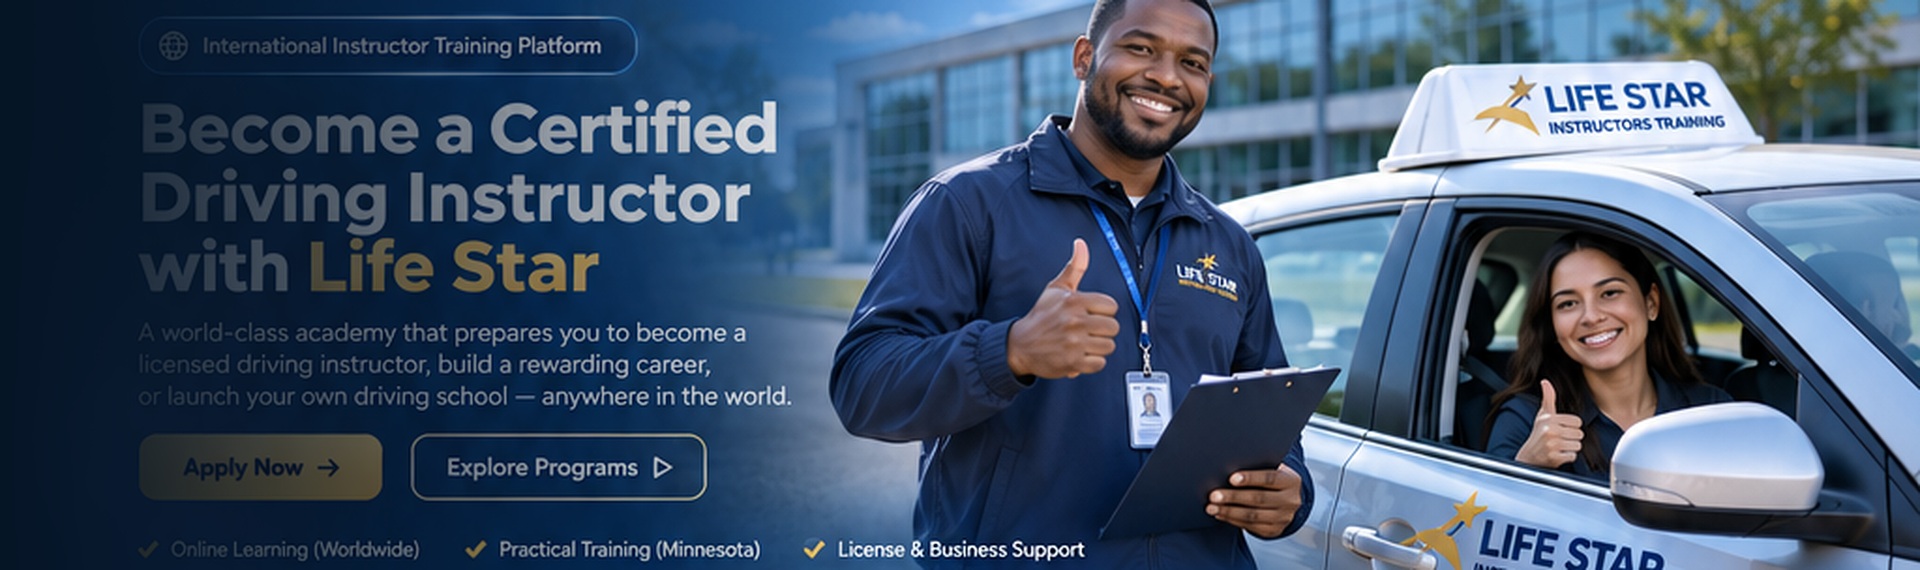 International Instructor Training Platform
Become a Certified
Driving Instructor
with Life Star
A world-class academy that prepares you to become a
licensed driving instructor, build a rewarding career,
or launch your own driving school — anywhere in the world.
Apply Now →
Explore Programs
Online Learning (Worldwide)
Practical Training (Minnesota)
License & Business Support
LIFE STAR
INSTRUCTORS TRAINING
LIFE STAR
LIFE STAR